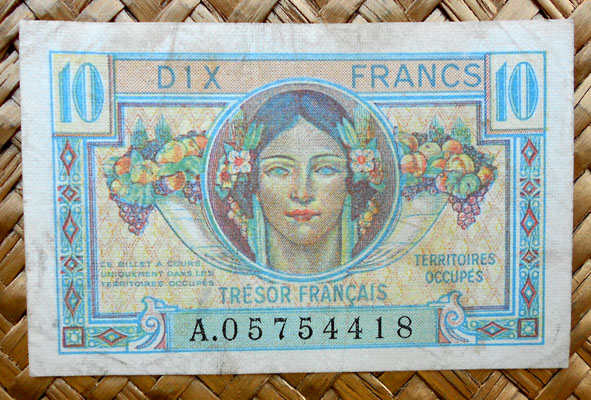 10 DIX FRANCS 10
CE BILLET A COURS
UNIQUEMENT DANS LES
TERRITOIRES OCCUPÉS
TERRITOIRES
OCCUPÉS
TRÉSOR FRANÇAIS
A.05754418